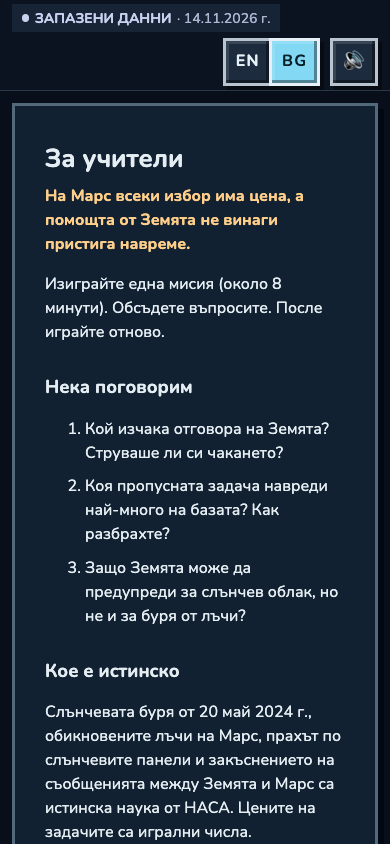 ЗАПАЗЕНИ ДАННИ · 14.11.2026 г.
EN BG
За учители
На Марс всеки избор има цена, а
помощта от Земята не винаги
пристига навреме.
Изиграйте една мисия (около 8
минути). Обсъдете въпросите. После
играйте отново.
Нека поговорим
1. Кой изчака отговора на Земята?
Струваше ли си чакането?
2. Коя пропусната задача навреди
най-много на базата? Как
разбрахте?
3. Защо Земята може да
предупреди за слънчев облак, но
не и за буря от лъчи?
Кое е истинско
Слънчевата буря от 20 май 2024 г.,
обикновените лъчи на Марс, прахът по
слънчевите панели и закъснението на
съобщенията между Земята и Марс са
истинска наука от НАСА. Цените на
задачите са игрални числа.